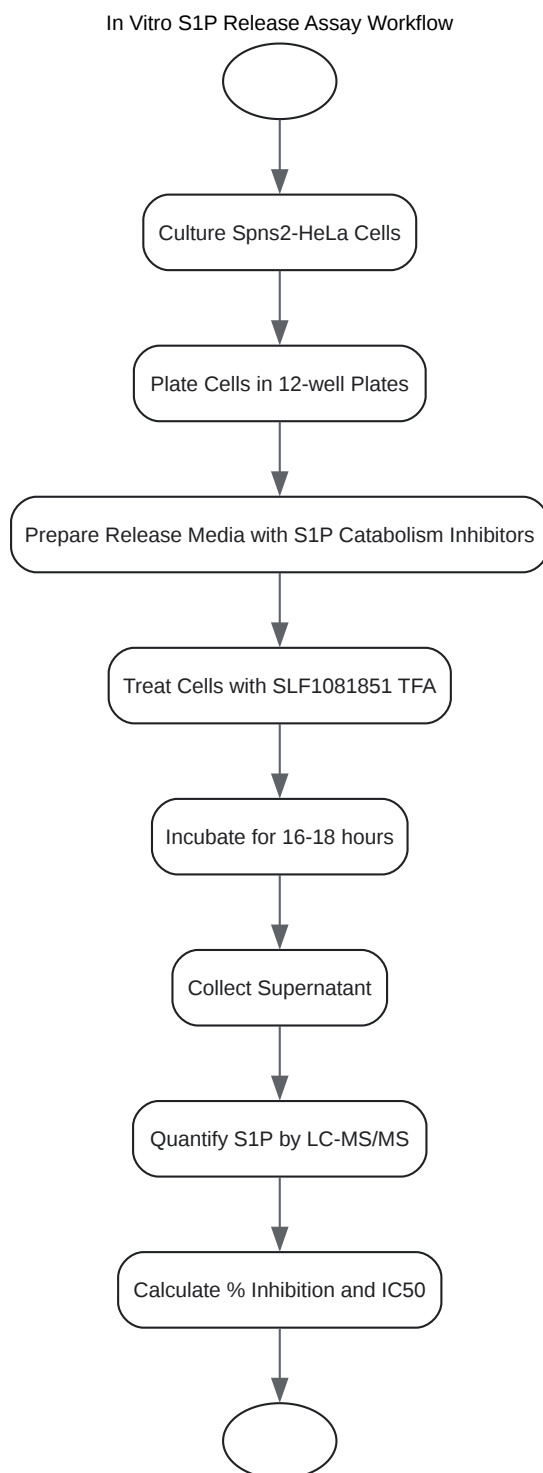 In Vitro S1P Release Assay Workflow
Culture Spns2-HeLa Cells
Plate Cells in 12-well Plates
Prepare Release Media with S1P Catabolism Inhibitors
Treat Cells with SLF1081851 TFA
Incubate for 16-18 hours
Collect Supernatant
Quantify S1P by LC-MS/MS
Calculate % Inhibition and IC50